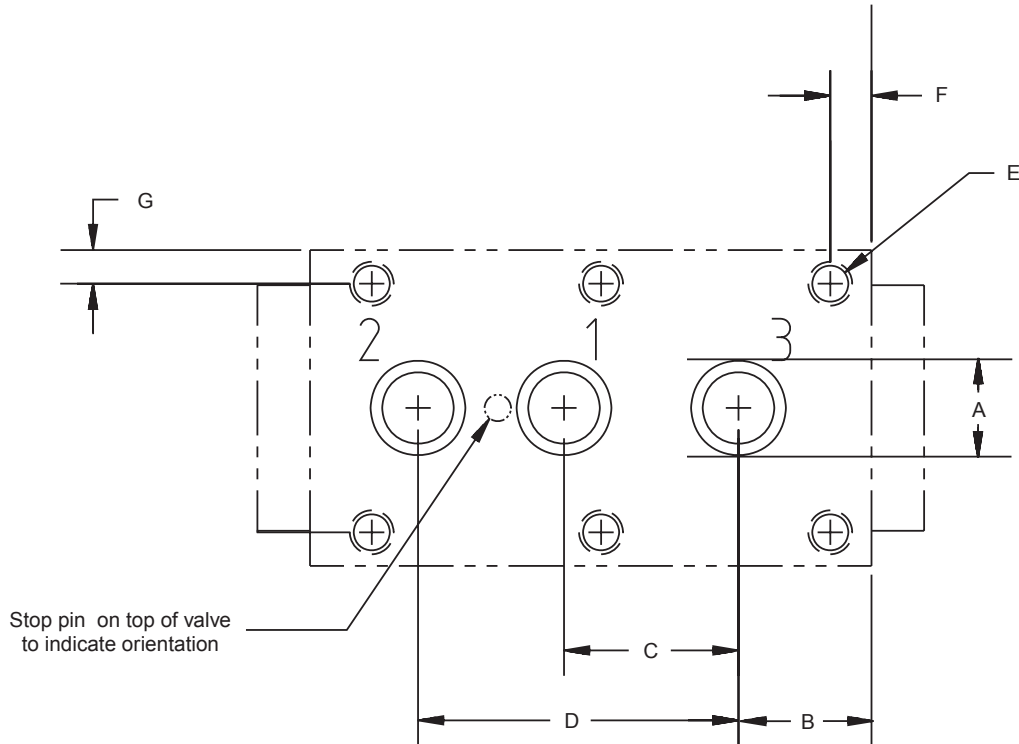 F
E
G
2
1
3
A
Stop pin on top of valve
to indicate orientation
C
D
B